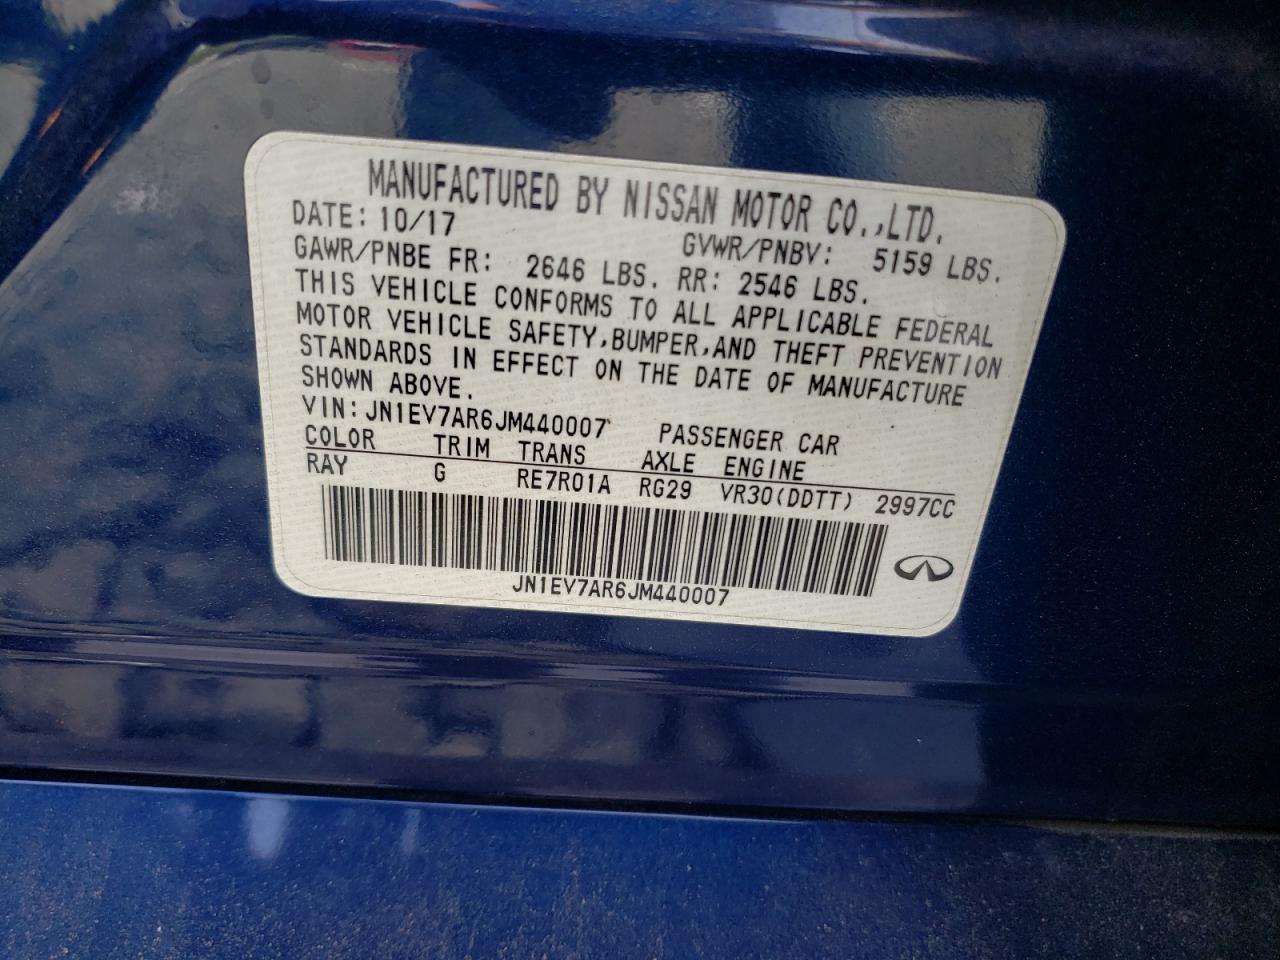 MANUFACTURED BY NISSAN MOTOR CO.,LTD.
DATE: 10/17 GVWR/PNBV: 5159 LBS.
GAWR/PNBE FR: 2646 LBS. RR: 2546 LBS.
THIS VEHICLE CONFORMS TO ALL APPLICABLE FEDERAL
MOTOR VEHICLE SAFETY,BUMPER,AND THEFT PREVENTION
STANDARDS IN EFFECT ON THE DATE OF MANUFACTURE
SHOWN ABOVE.
VIN: JN1EV7AR6JM440007 PASSENGER CAR
COLOR TRIM TRANS AXLE ENGINE
RAY G RE7R01A RG29 VR30(DDTT) 2997CC
JN1EV7AR6JM440007